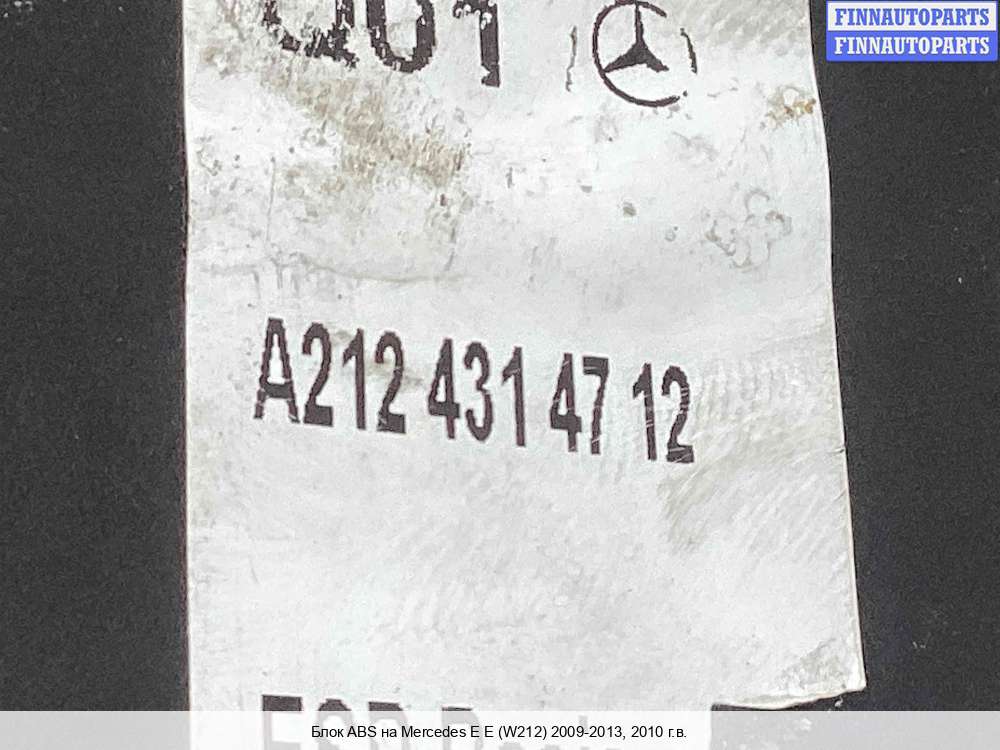 FINNAUTOPARTS
FINNAUTOPARTS
A212 431 47 12
Блок ABS на Mercedes E E (W212) 2009-2013, 2010 г.в.